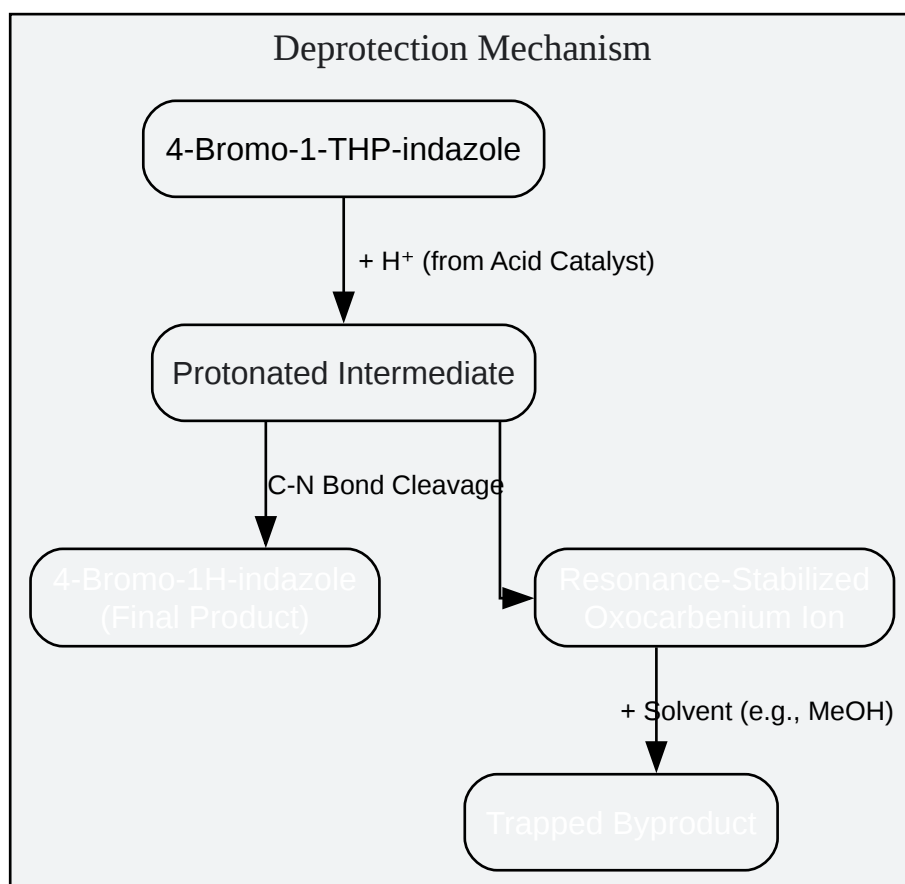 Deprotection Mechanism
4-Bromo-1-THP-indazole
+ H⁺ (from Acid Catalyst)
Protonated Intermediate
C-N Bond Cleavage
4-Bromo-1H-indazole
(Final Product)
Resonance-Stabilized
Oxocarbenium Ion
+ Solvent (e.g., MeOH)
Trapped Byproduct